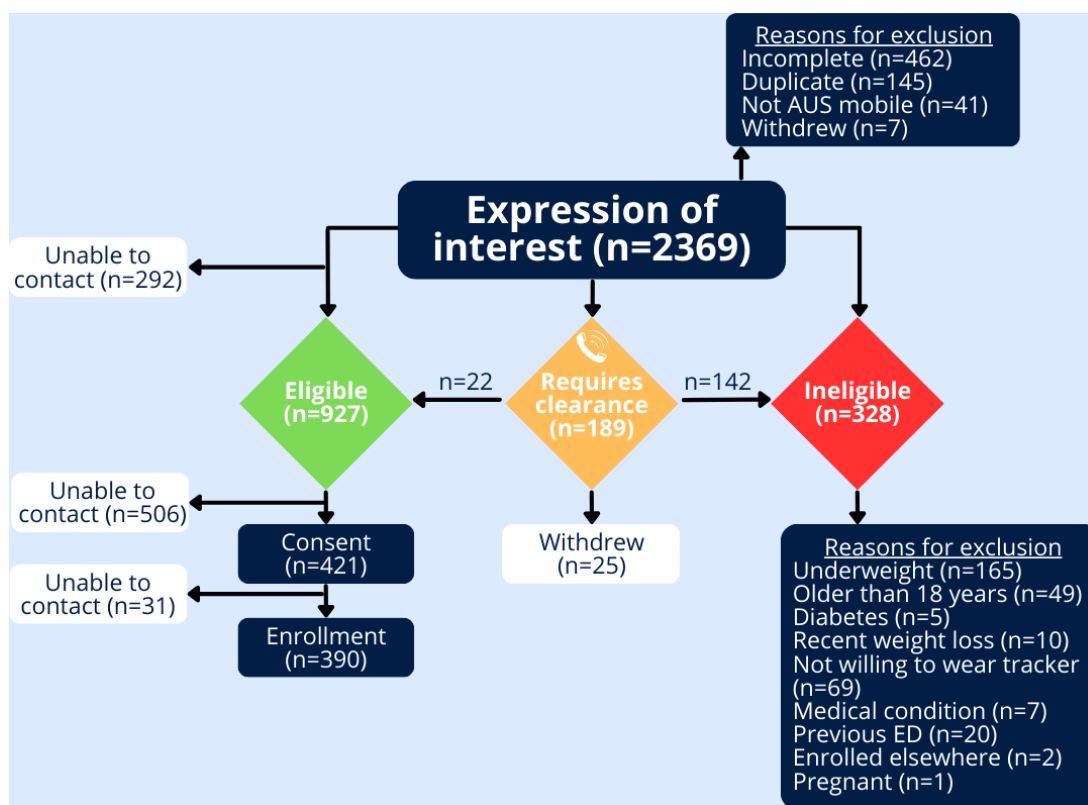 Reasons for exclusion
Incomplete (n=462)
Duplicate (n=145)
Not AUS mobile (n=41)
Withdrew (n=7)
Expression of
interest (n=2369)
Unable to
contact (n=292)
Eligible
(n=927)
n=22
Requires
clearance
(n=189)
n=142
Ineligible
(n=328)
Unable to
contact (n=506)
Consent
(n=421)
Withdrew
(n=25)
Unable to
contact (n=31)
Enrollment
(n=390)
Reasons for exclusion
Underweight (n=165)
Older than 18 years (n=49)
Diabetes (n=5)
Recent weight loss (n=10)
Not willing to wear tracker
(n=69)
Medical condition (n=7)
Previous ED (n=20)
Enrolled elsewhere (n=2)
Pregnant (n=1)